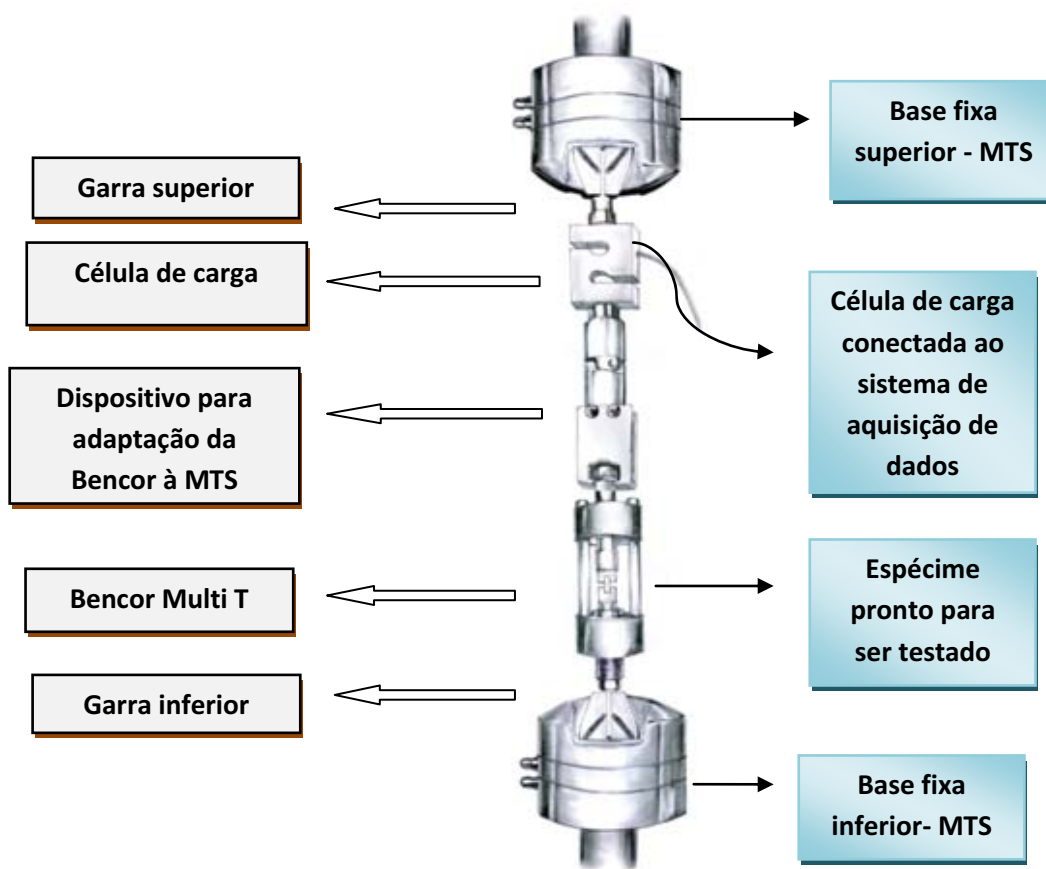 Garra superior
Célula de carga
Dispositivo para
adaptação da
Bencor à MTS
Bencor Multi T
Garra inferior
Base fixa
superior - MTS
Célula de carga
conectada ao
sistema de
aquisição de
dados
Espécime
pronto para
ser testado
Base fixa
inferior- MTS